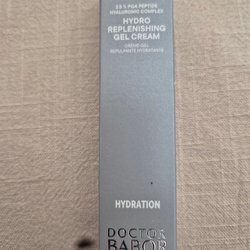 2.5 % PGA PEPTIDE
HYALURONIC COMPLEX
HYDRO
REPLENISHING
GEL CREAM
CRÈME-GEL
REPULPANTE HYDRATANTE
HYDRATION
DOCTOR
BABOR